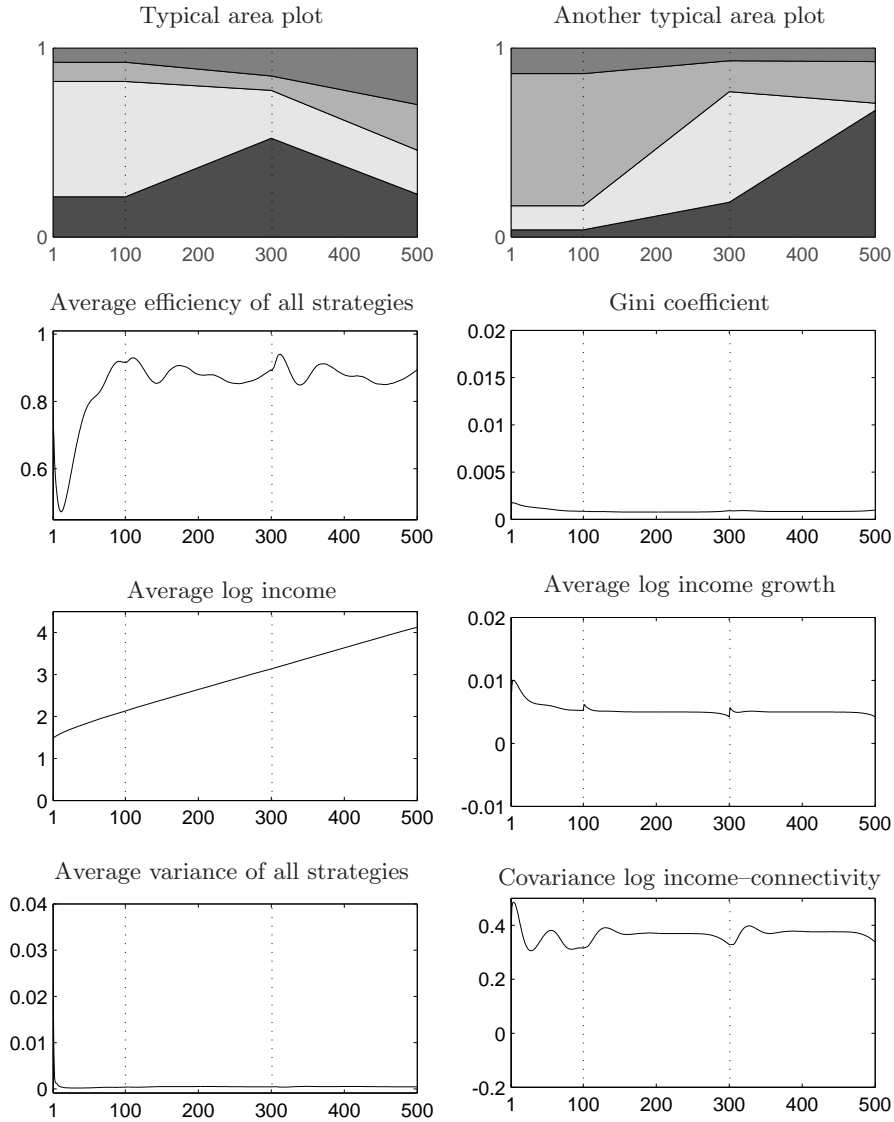 Typical area plot
1
0
1 100 200 300 400 500
Another typical area plot
1
0
1 100 200 300 400 500
Average efficiency of all strategies
1
0.8
0.6
1 100 200 300 400 500
Gini coefficient
0.02
0.015
0.01
0.005
0
1 100 200 300 400 500
Average log income
4
3
2
1
0
1 100 200 300 400 500
Average log income growth
0.02
0.01
0
-0.01
1 100 200 300 400 500
Average variance of all strategies
0.04
0.03
0.02
0.01
0
1 100 200 300 400 500
Covariance log income–connectivity
0.4
0.2
0
-0.2
1 100 200 300 400 500